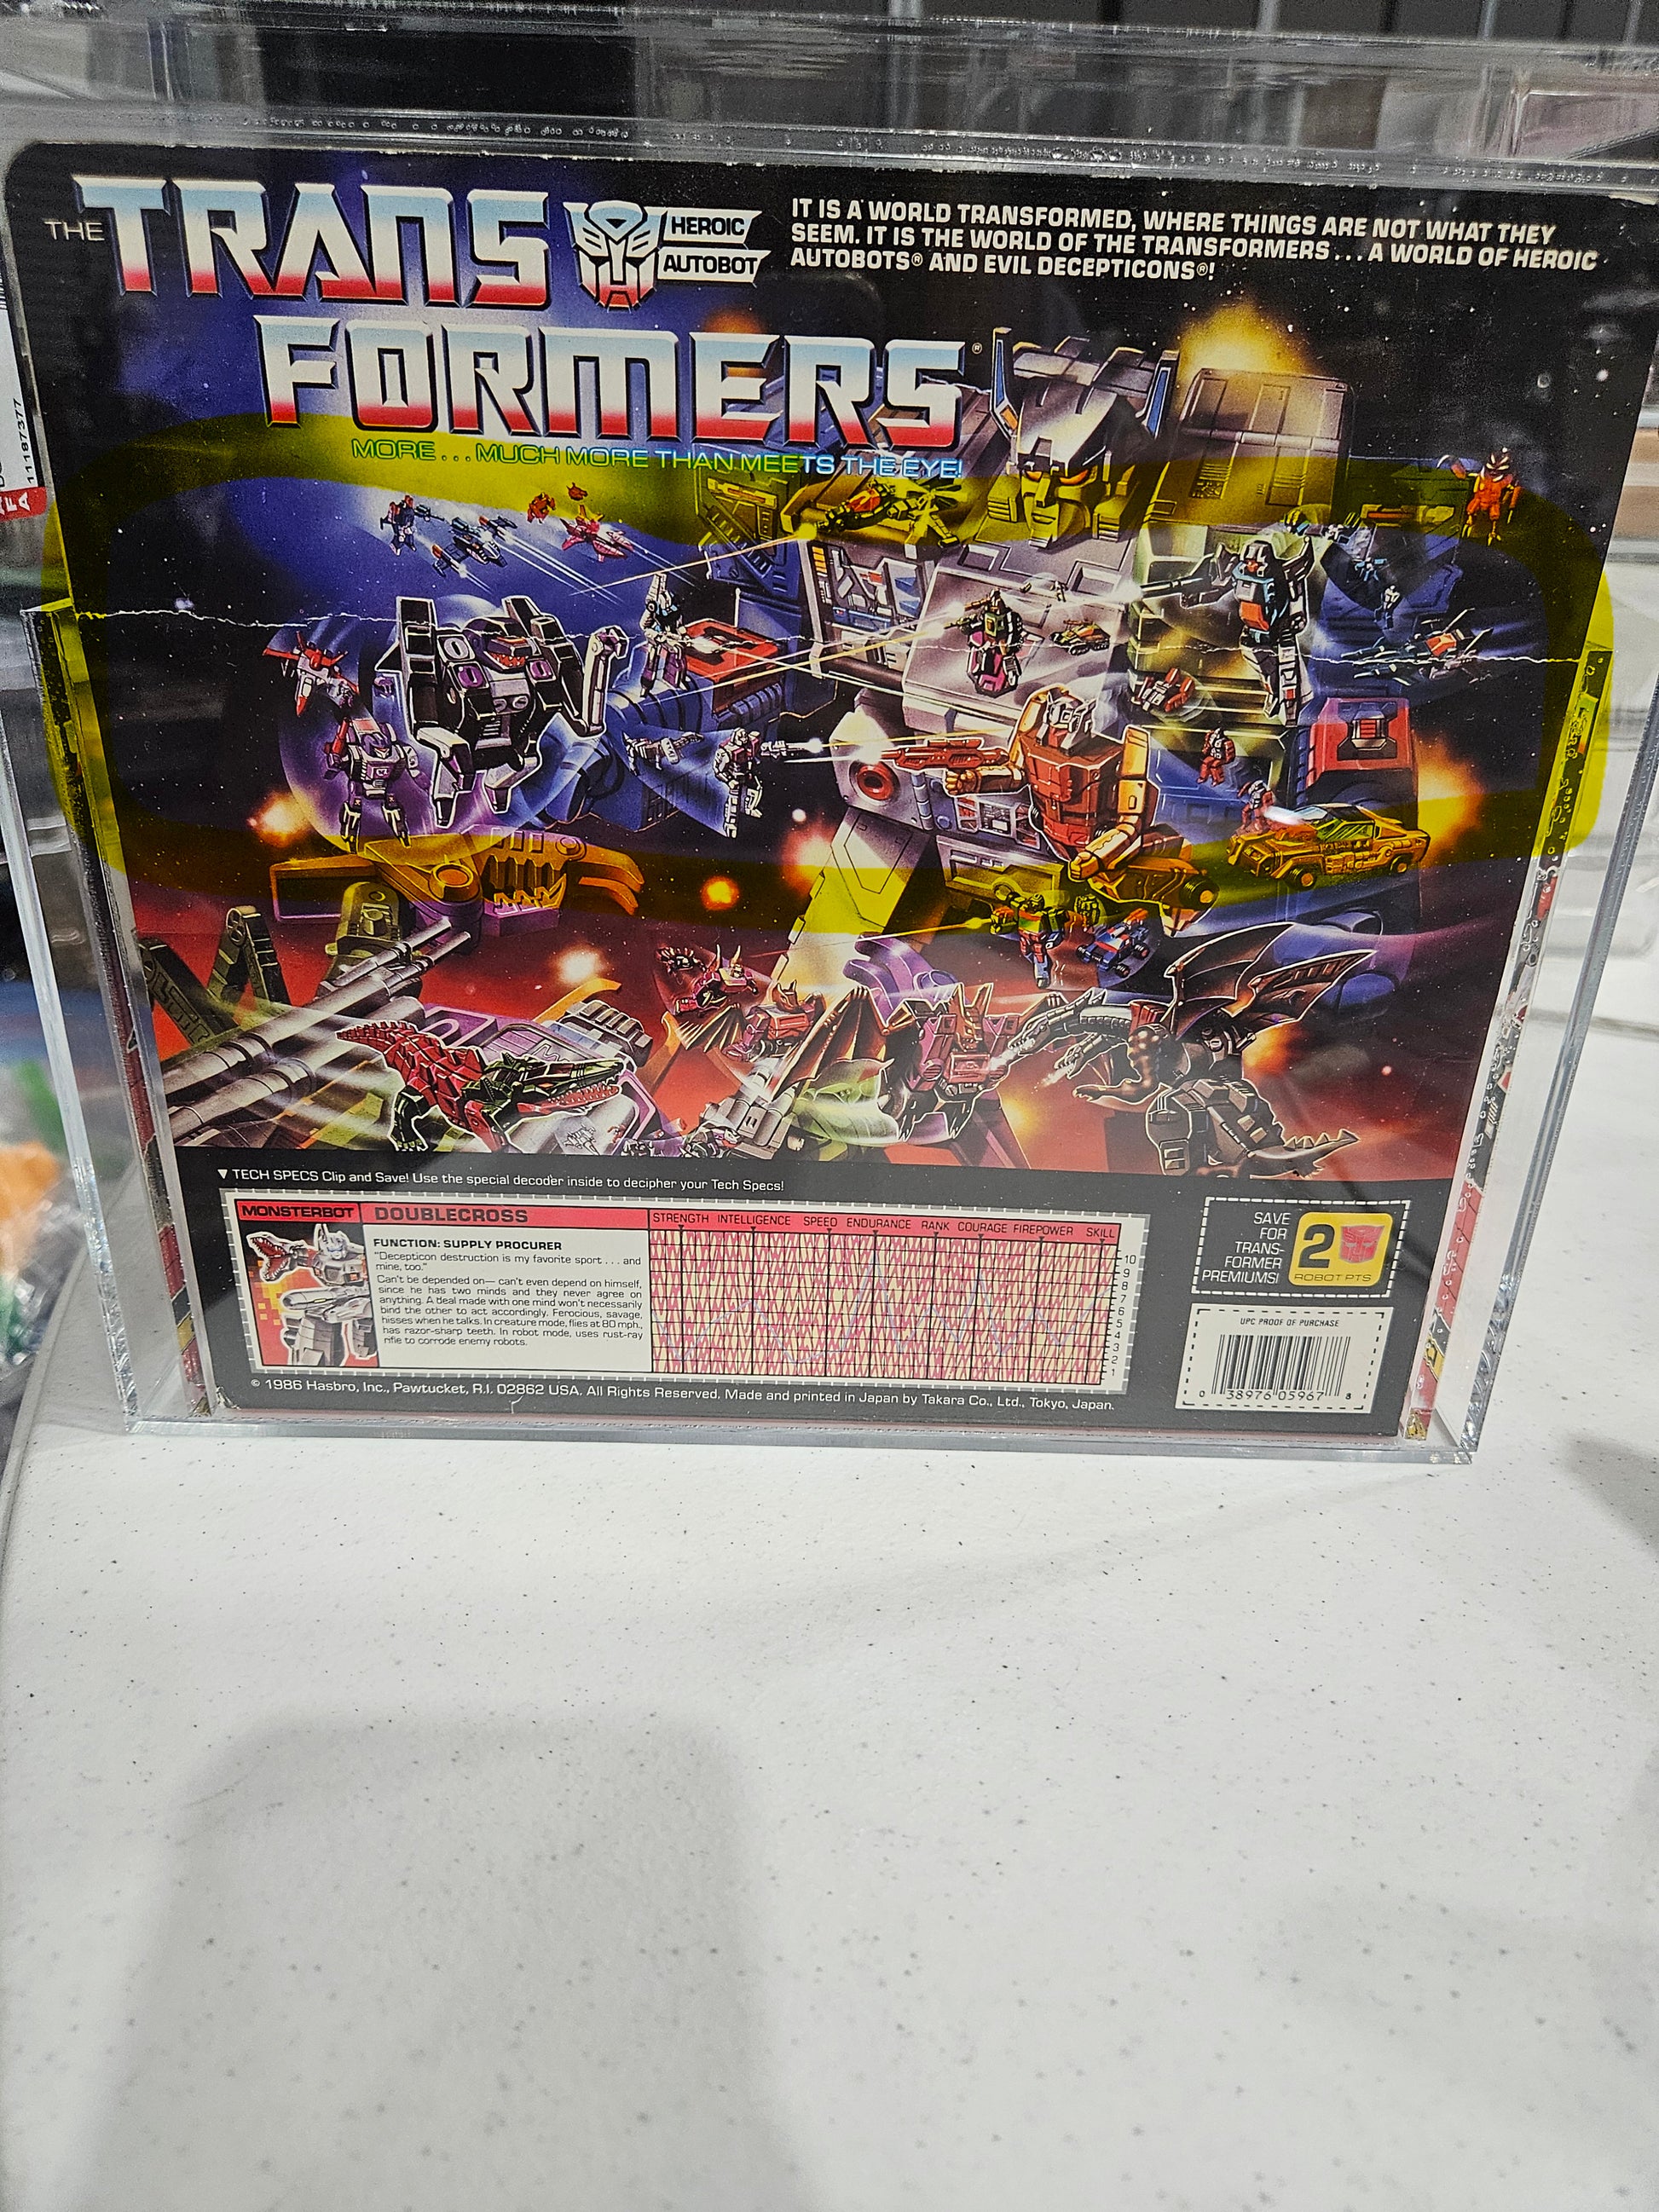 THE TRANS
FORMERS®
HEROIC
AUTOBOT
MORE...MUCH MORE THAN MEETS THE EYE!
IT IS A WORLD TRANSFORMED, WHERE THINGS ARE NOT WHAT THEY
SEEM. IT IS THE WORLD OF THE TRANSFORMERS...A WORLD OF HEROIC
AUTOBOTS® AND EVIL DECEPTICONS®!
11187377
FA
▼ TECH SPECS Clip and Save! Use the special decoder inside to decipher your Tech Specs!
MONSTERBOT
DOUBLECROSS
FUNCTION: SUPPLY PROCURER
"Decepticon destruction is my favorite sport...and
mine, too."
Can't be depended on— can't even depend on himself,
since he has two minds and they never agree on
anything. A deal made with one mind won't necessarily
bind the other to act accordingly. Ferocious, savage,
hisses when he talks. In creature mode, flies at 80 mph.,
has razor-sharp teeth. In robot mode, uses rust-ray
rifle to corrode enemy robots.
STRENGTH INTELLIGENCE SPEED ENDURANCE RANK COURAGE FIREPOWER SKILL
10
9
8
7
6
5
4
3
2
1
SAVE
FOR
TRANS-
FORMER
PREMIUMS!
2
ROBOT PTS
UPC PROOF OF PURCHASE
0 38976 05967 8
© 1986 Hasbro, Inc., Pawtucket, R.I. 02862 USA. All Rights Reserved. Made and printed in Japan by Takara Co., Ltd., Tokyo, Japan.